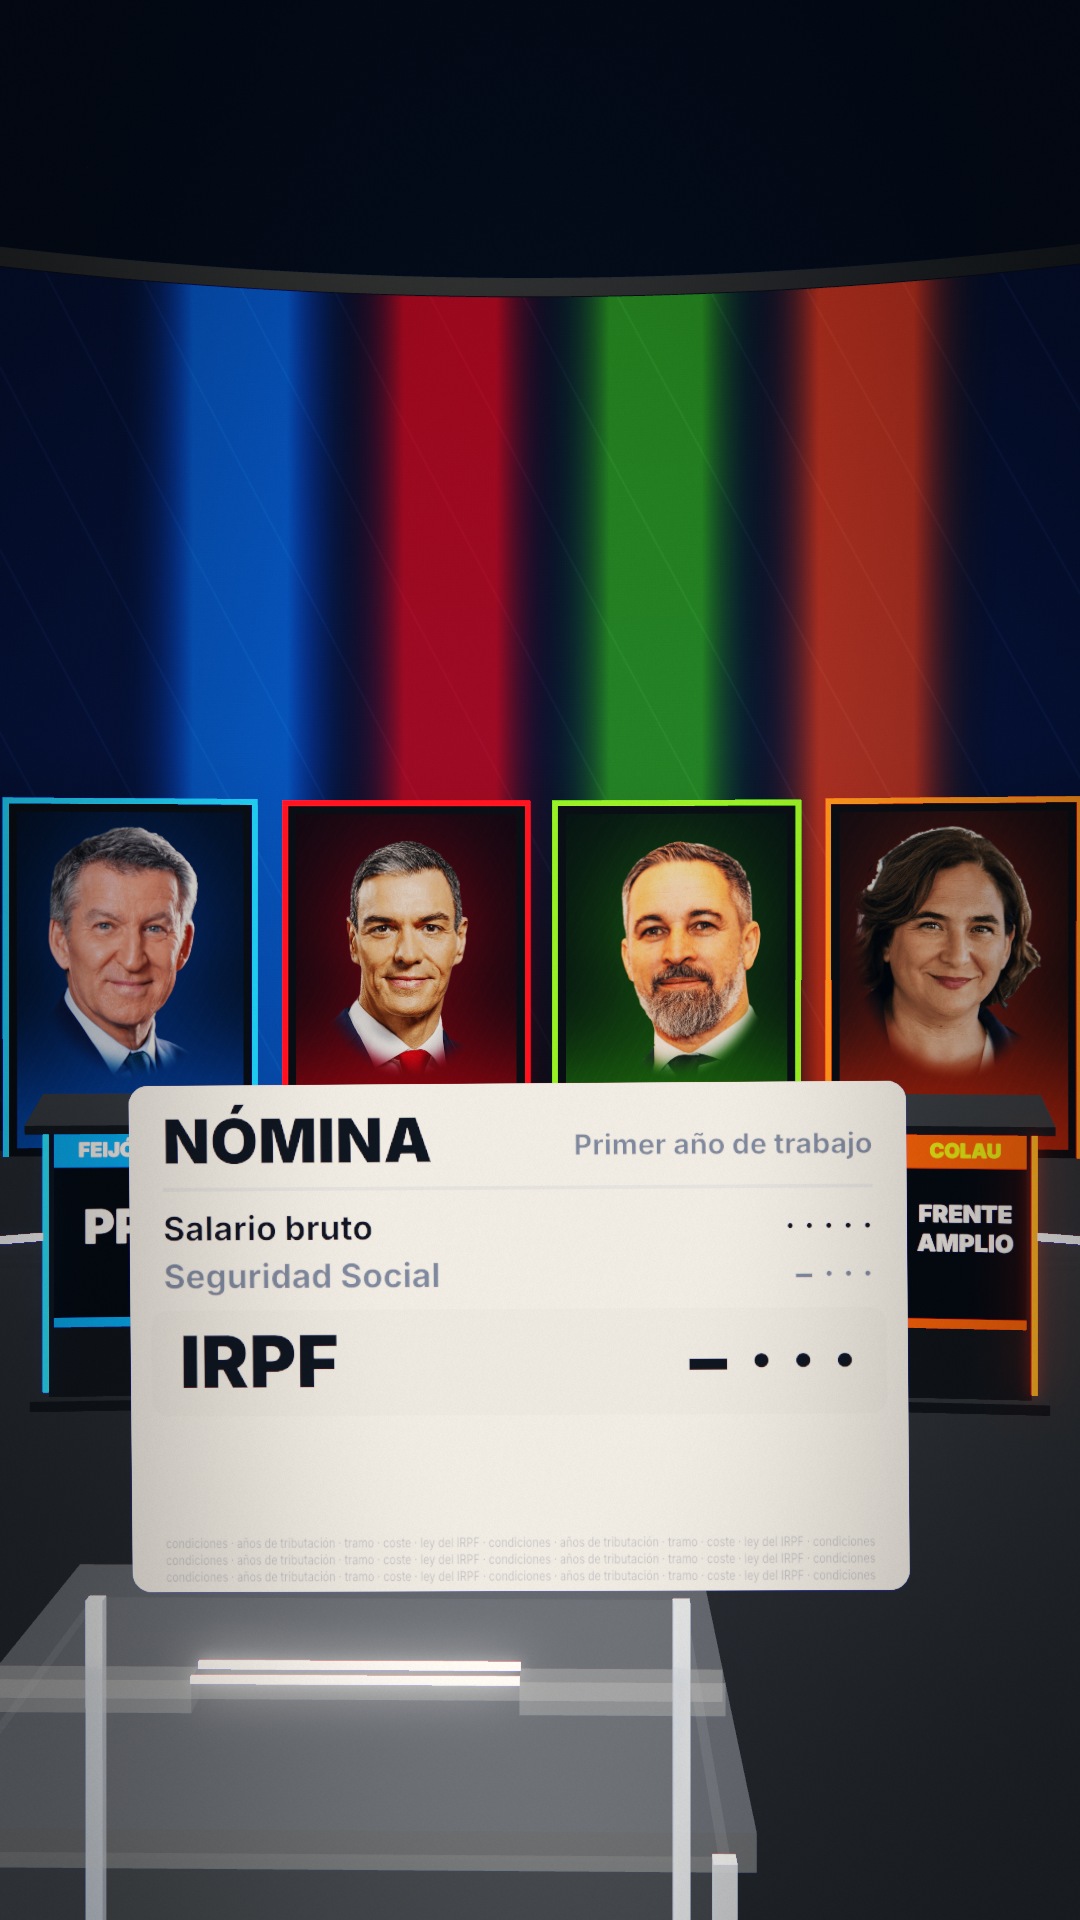 NÓMINA
Primer año de trabajo
Salario bruto
Seguridad Social
IRPF
condiciones · años de tributación · tramo · coste · ley del IRPF · condiciones · años de tributación · tramo · coste · ley del IRPF · condiciones
condiciones · años de tributación · tramo · coste · ley del IRPF · condiciones · años de tributación · tramo · coste · ley del IRPF · condiciones
condiciones · años de tributación · tramo · coste · ley del IRPF · condiciones · años de tributación · tramo · coste · ley del IRPF · condiciones
COLAU
FRENTE
AMPLIO